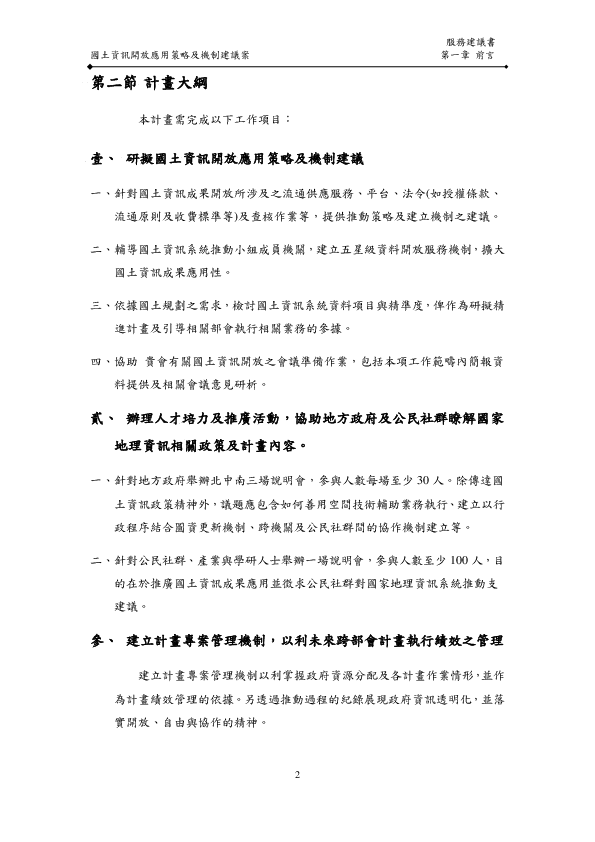 服務建議書
國土資訊開放應用策略及機制建議案
第一章 前言
第二節 計畫大綱
本計畫需完成以下工作項目：
壹、 研擬國土資訊開放應用策略及機制建議
一、針對國土資訊成果開放所涉及之流通供應服務、平台、法令(如授權條款、
流通原則及收費標準等)及查核作業等，提供推動策略及建立機制之建議。
二、輔導國土資訊系統推動小組成員機關，建立五星級資料開放服務機制，擴大
國土資訊成果應用性。
三、依據國土規劃之需求，檢討國土資訊系統資料項目與精準度，俾作為研擬精
進計畫及引導相關部會執行相關業務的參據。
四、協助 貴會有關國土資訊開放之會議準備作業，包括本項工作範疇內簡報資
料提供及相關會議意見研析。
貳、 辦理人才培力及推廣活動，協助地方政府及公民社群瞭解國家
地理資訊相關政策及計畫內容。
一、針對地方政府舉辦北中南三場說明會，參與人數每場至少 30 人。除傳達國
土資訊政策精神外，議題應包含如何善用空間技術輔助業務執行、建立以行
政程序結合圖資更新機制、跨機關及公民社群間的協作機制建立等。
二、針對公民社群、產業與學研人士舉辦一場說明會，參與人數至少 100 人，目
的在於推廣國土資訊成果應用並徵求公民社群對國家地理資訊系統推動支
建議。
參、 建立計畫專案管理機制，以利未來跨部會計畫執行績效之管理
建立計畫專案管理機制以利掌握政府資源分配及各計畫作業情形，並作
為計畫績效管理的依據。另透過推動過程的紀錄展現政府資訊透明化，並落
實開放、自由與協作的精神。
2